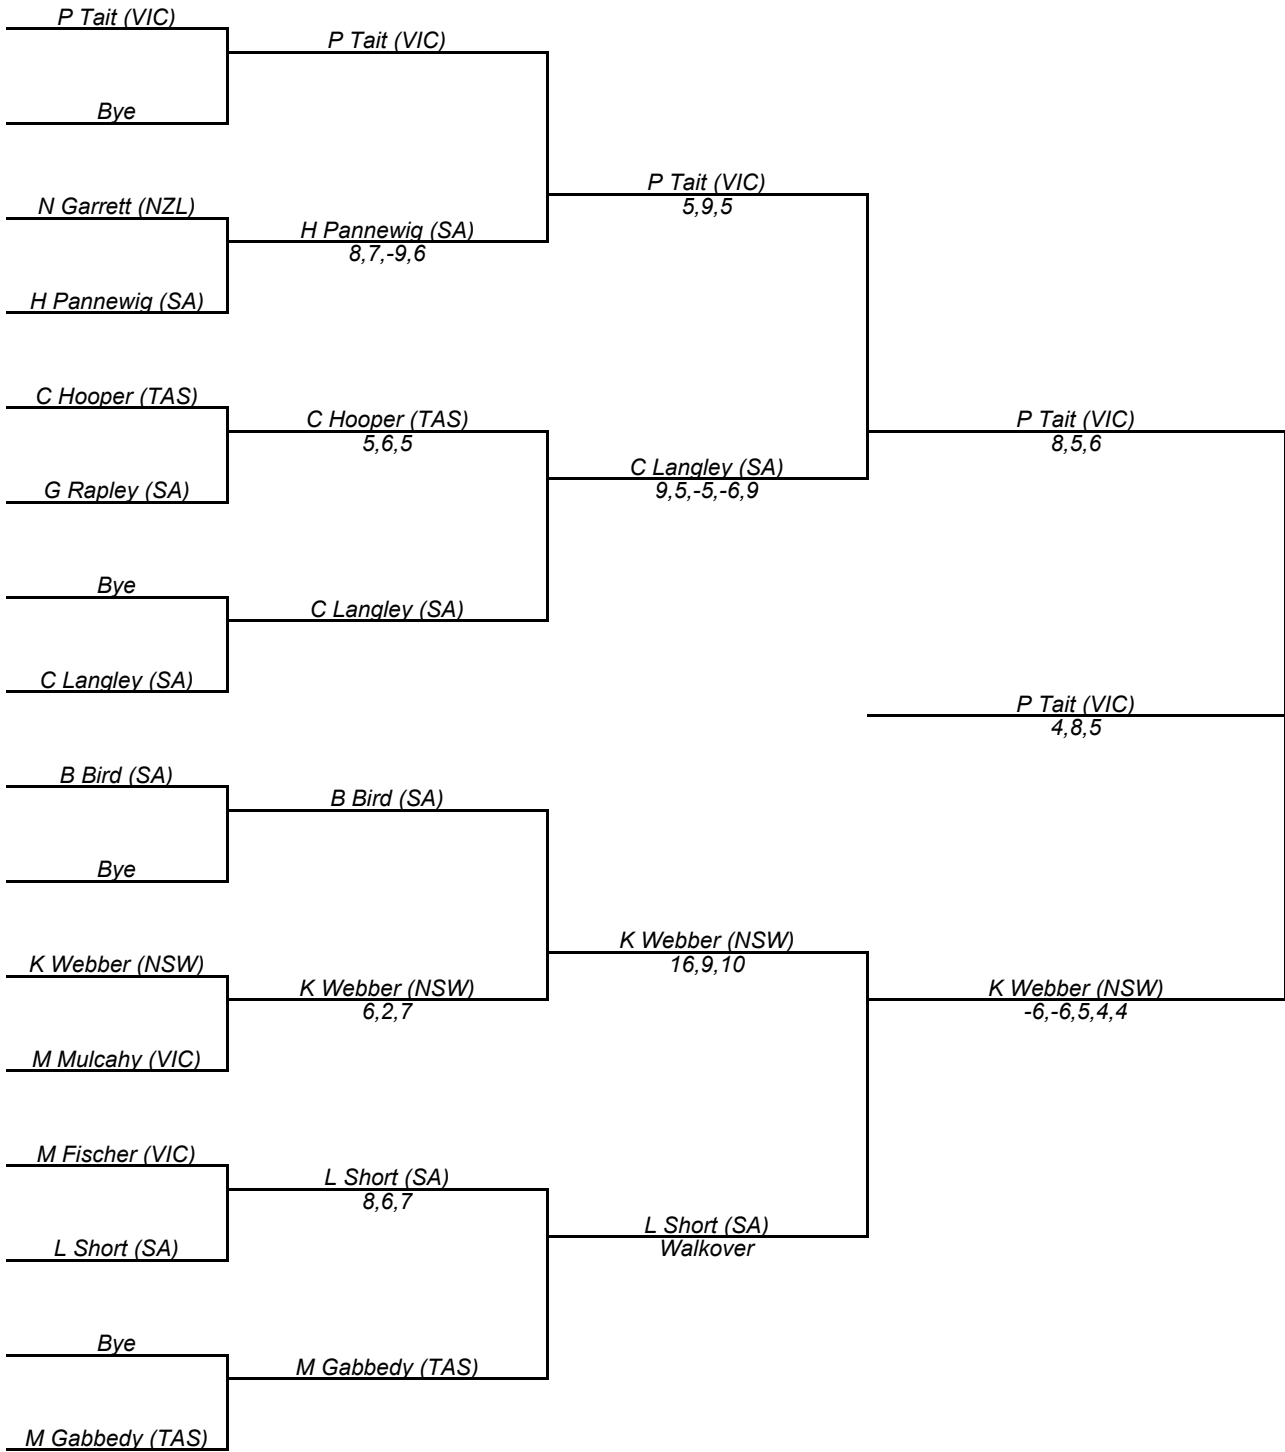 P Tait (VIC)
Bye
N Garrett (NZL)
H Pannewig (SA)
C Hooper (TAS)
G Rapley (SA)
Bye
C Langley (SA)
B Bird (SA)
Bye
K Webber (NSW)
M Mulcahy (VIC)
M Fischer (VIC)
L Short (SA)
Bye
M Gabbedy (TAS)
P Tait (VIC)
H Pannewig (SA)
8,7,-9,6
C Hooper (TAS)
5,6,5
C Langley (SA)
B Bird (SA)
K Webber (NSW)
6,2,7
L Short (SA)
8,6,7
M Gabbedy (TAS)
P Tait (VIC)
5,9,5
C Langley (SA)
9,5,-5,-6,9
K Webber (NSW)
16,9,10
L Short (SA)
Walkover
P Tait (VIC)
8,5,6
P Tait (VIC)
4,8,5
K Webber (NSW)
-6,-6,5,4,4